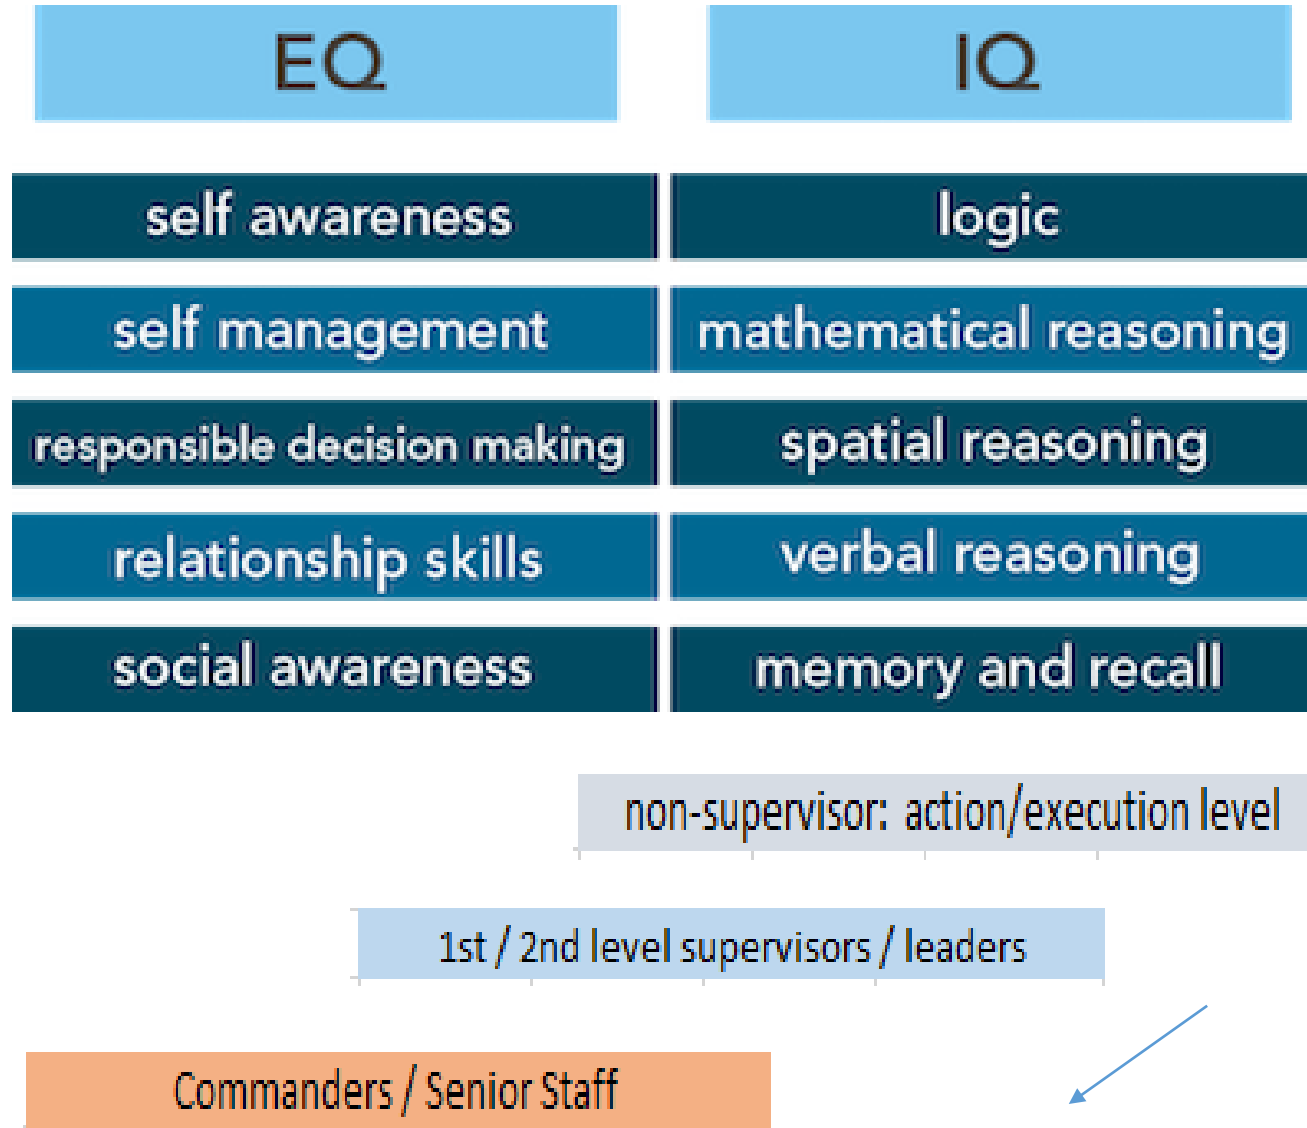 EQ
IQ
self awareness
logic
self management
mathematical reasoning
responsible decision making
spatial reasoning
relationship skills
verbal reasoning
social awareness
memory and recall
non-supervisor: action/execution level
1st / 2nd level supervisors / leaders
Commanders / Senior Staff